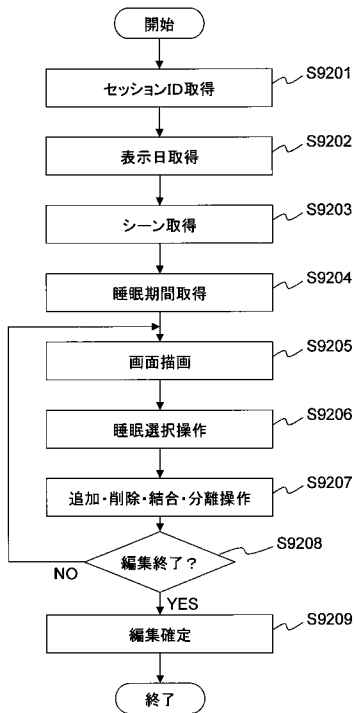 開始
S9201
セッションID取得
S9202
表示日取得
S9203
シーン取得
S9204
睡眠期間取得
S9205
画面描画
S9206
睡眠選択操作
S9207
追加・削除・結合・分離操作
S9208
編集終了?
NO
YES
S9209
編集確定
終了